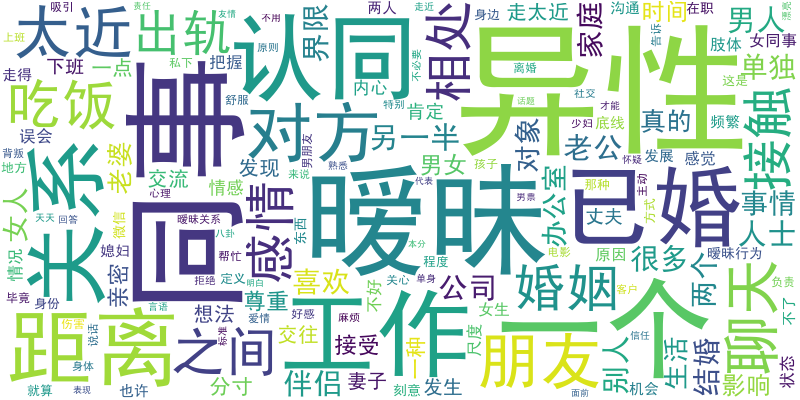 吸引
责任
友情
不用
走近
身边
在职
漂亮
上班
太近
出轨
认同
相处
异性
两人
走太近
沟通
时间
男人
原则
私下
界限
家庭
告诉
肢体
女同事
走得
下班
一点
把握
内心
特别
不必要
离婚
这是
单独
吃饭
事
舒服
对方
肯定
话题
社交
才能
频繁
误会
另一半
对象
少妇
底线
真的
接触
背叛
关系
老婆
发现
男朋友
熟悉
男女
老公
怀疑
发展
感觉
地方
交流
情感
心理
来说
孩子
代表
主动
那种
女人
同
感情
暧昧
男票
办公室
已婚
事情
天天
回答
微信
暧昧关系
八卦
东西
本分
方式
丈夫
人士
情况
亲密
媳妇
帮忙
定义
明白
程度
电影
原因
很多
暧昧行为
毕竟
身份
拒绝
尊重
喜欢
关心
单身
公司
婚姻
一个
客户
两个
聊天
负责
不了
距离
言语
想法
爱情
好感
麻烦
不好
工作
女生
尺度
信任
伤害
说话
之间
标准
交往
接受
一种
朋友
别人
生活
结婚
影响
状态
身体
就算
表现
也许
分寸
伴侣
妻子
刻意
发生
面前
机会